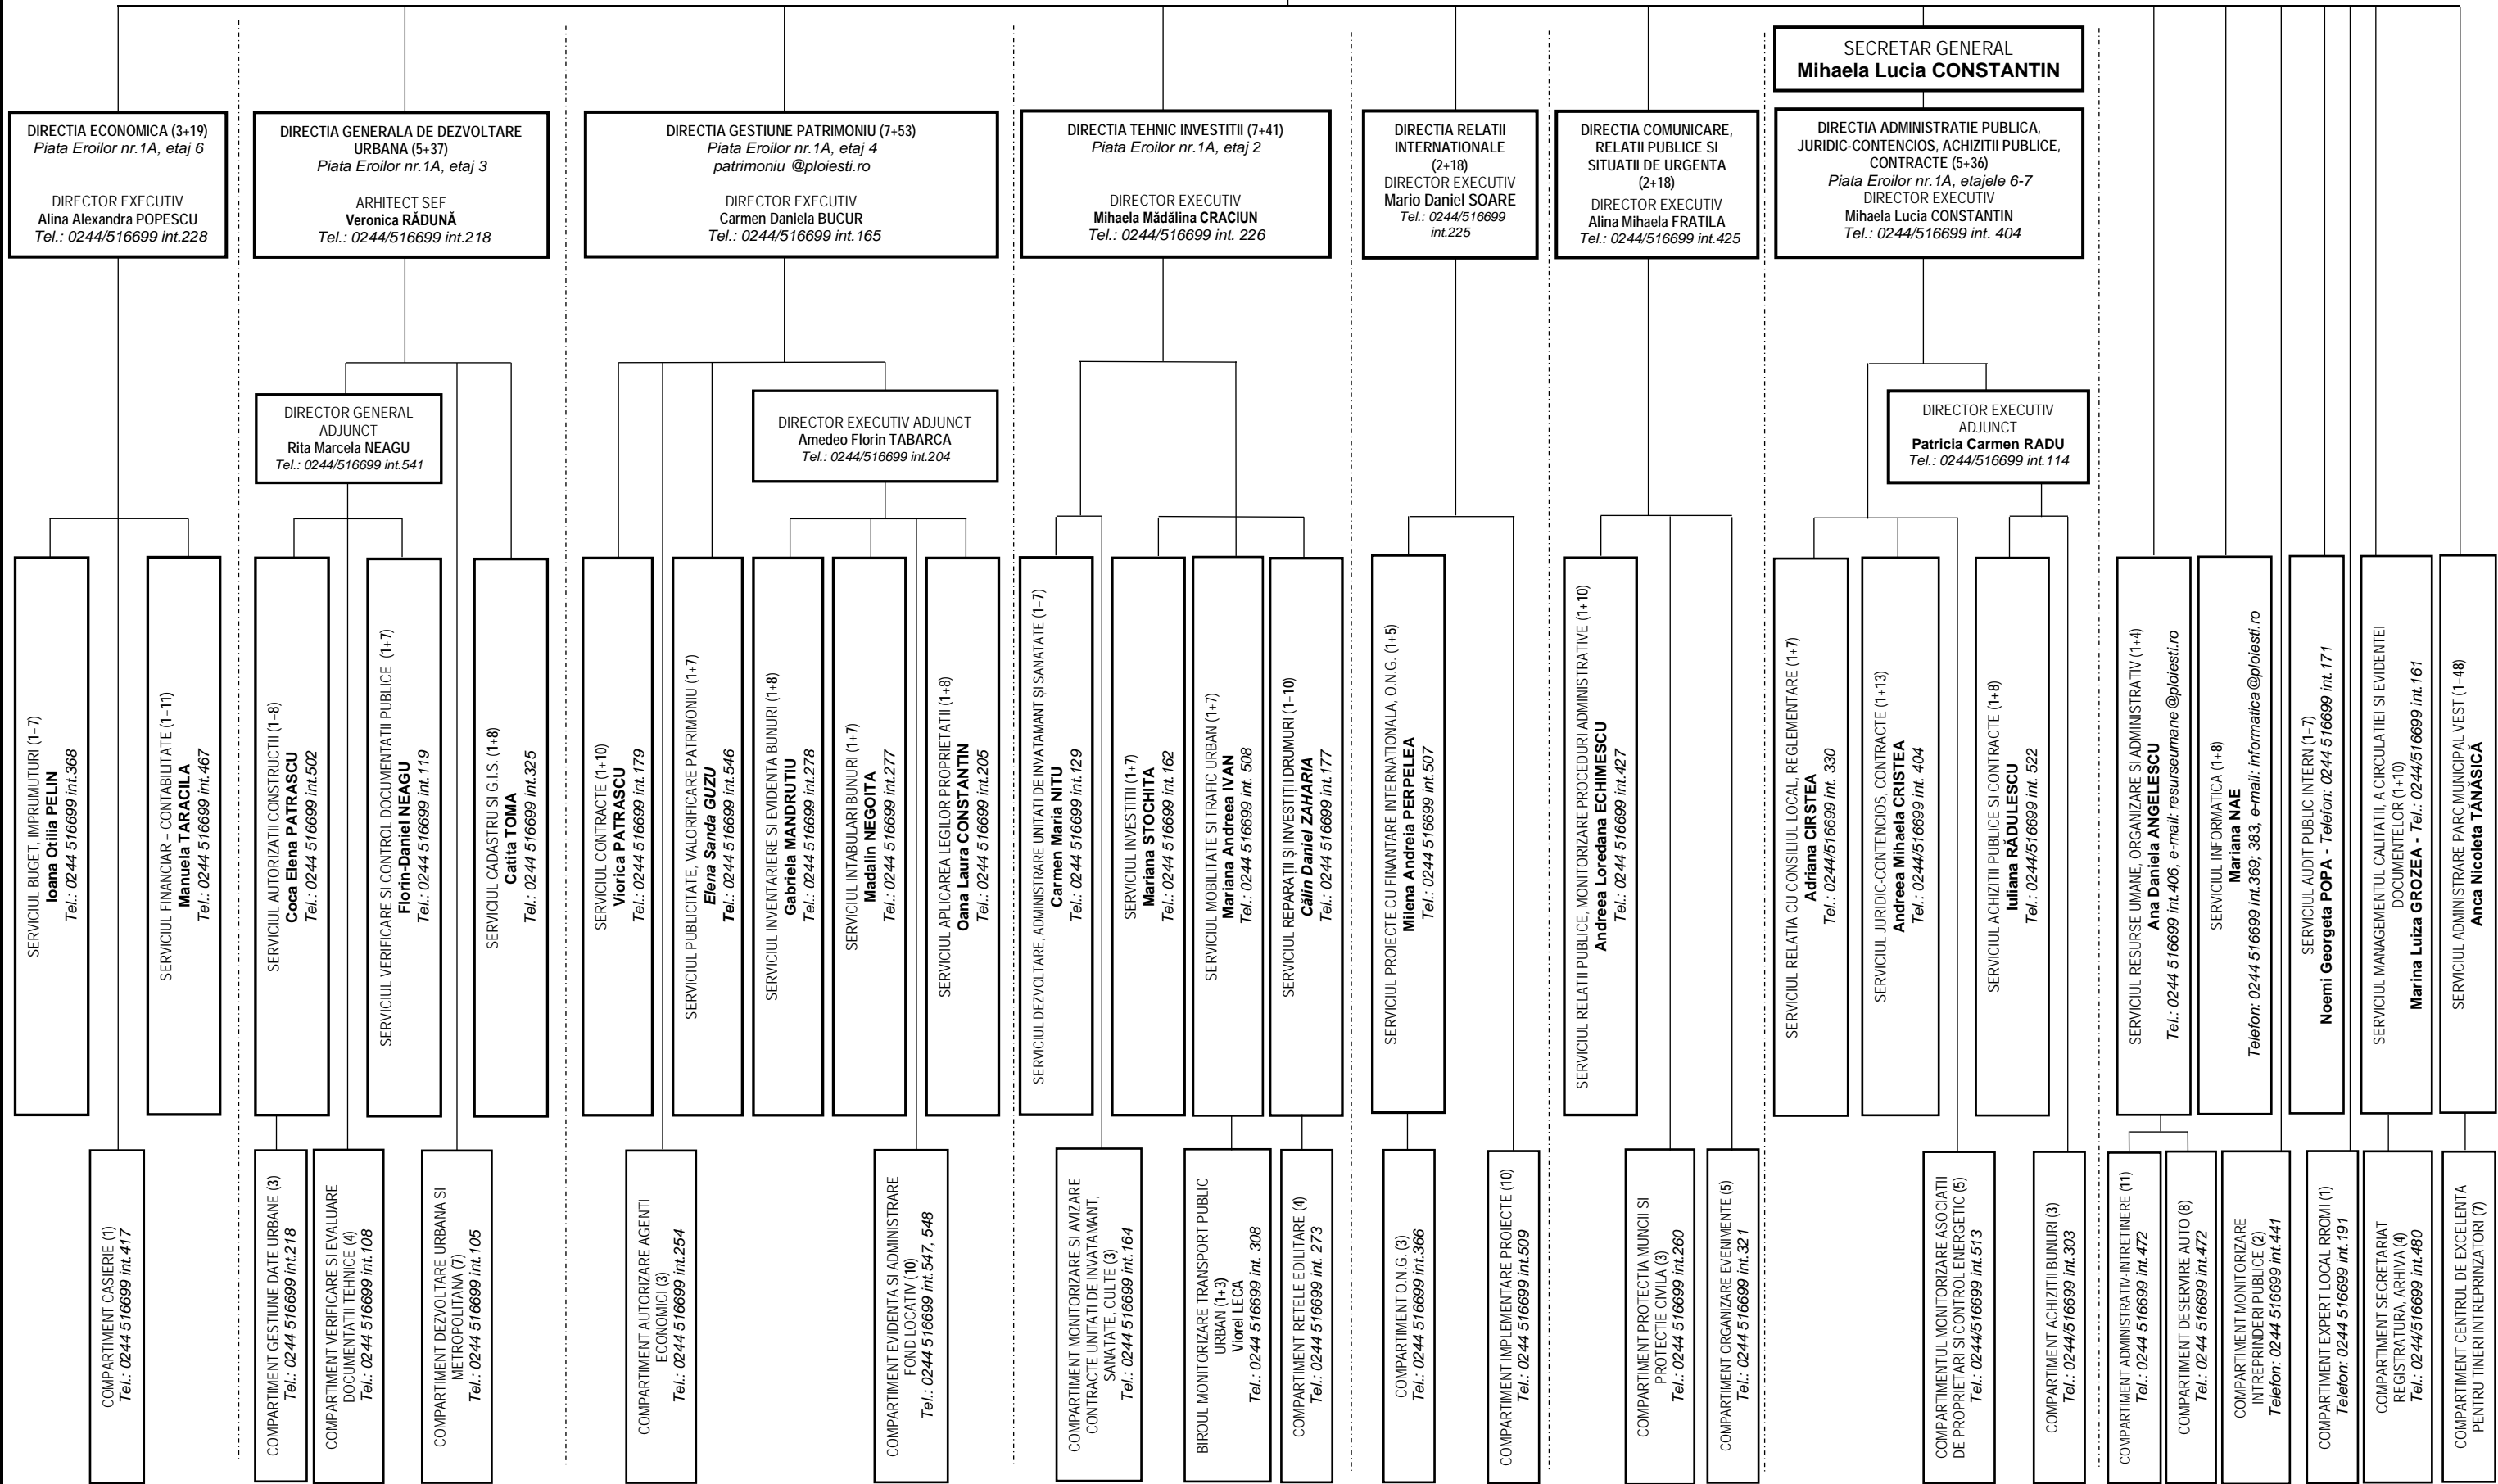 SECRETAR GENERAL
Mihaela Lucia CONSTANTIN
DIRECTIA ECONOMICA (3+19)
Piata Eroilor nr.1A, etaj 6
DIRECTOR EXECUTIV
Alina Alexandra POPESCU
Tel.: 0244/516699 int.228
DIRECTIA GENERALA DE DEZVOLTARE
URBANA (5+37)
Piata Eroilor nr.1A, etaj 3
ARHITECT SEF
Veronica RĂDUNĂ
Tel.: 0244/516699 int.218
DIRECTIA GESTIUNE PATRIMONIU (7+53)
Piata Eroilor nr.1A, etaj 4
patrimoniu @ploiesti.ro
DIRECTOR EXECUTIV
Carmen Daniela BUCUR
Tel.: 0244/516699 int.165
DIRECTIA TEHNIC INVESTITII (7+41)
Piata Eroilor nr.1A, etaj 2
DIRECTOR EXECUTIV
Mihaela Mădălina CRACIUN
Tel.: 0244/516699 int. 226
DIRECTIA RELATII
INTERNATIONALE
(2+18)
DIRECTOR EXECUTIV
Mario Daniel SOARE
Tel.: 0244/516699
int.225
DIRECTIA COMUNICARE,
RELATII PUBLICE SI
SITUATII DE URGENTA
(2+18)
DIRECTOR EXECUTIV
Alina Mihaela FRATILA
Tel.: 0244/516699 int.425
DIRECTIA ADMINISTRATIE PUBLICA,
JURIDIC-CONTENCIOS, ACHIZITII PUBLICE,
CONTRACTE (5+36)
Piata Eroilor nr.1A, etajele 6-7
DIRECTOR EXECUTIV
Mihaela Lucia CONSTANTIN
Tel.: 0244/516699 int. 404
DIRECTOR GENERAL
ADJUNCT
Rita Marcela NEAGU
Tel.: 0244/516699 int.541
DIRECTOR EXECUTIV ADJUNCT
Amedeo Florin TABARCA
Tel.: 0244/516699 int.204
DIRECTOR EXECUTIV
ADJUNCT
Patricia Carmen RADU
Tel.: 0244/516699 int.114
SERVICIUL BUGET, IMPRUMUTURI (1+7)
Ioana Otilia PELIN
Tel.: 0244 516699 int.368
SERVICIUL FINANCIAR – CONTABILITATE (1+11)
Manuela TARACILA
Tel.: 0244 516699 int.467
SERVICIUL AUTORIZATII CONSTRUCTII (1+8)
Coca Elena PATRASCU
Tel.: 0244 516699 int.502
SERVICIUL VERIFICARE SI CONTROL DOCUMENTATII PUBLICE (1+7)
Florin-Daniel NEAGU
Tel.: 0244 516699 int.119
SERVICIUL CADASTRU SI G.I.S. (1+8)
Catita TOMA
Tel.: 0244 516699 int.325
SERVICIUL CONTRACTE (1+10)
Viorica PATRASCU
Tel.: 0244 516699 int.179
SERVICIUL PUBLICITATE, VALORIFICARE PATRIMONIU (1+7)
Elena Sanda GUZU
Tel.: 0244 516699 int.546
SERVICIUL INVENTARIERE SI EVIDENTA BUNURI (1+8)
Gabriela MANDRUTIU
Tel.: 0244 516699 int.278
SERVICIUL INTABULARI BUNURI (1+7)
Madalin NEGOITA
Tel.: 0244 516699 int.277
SERVICIUL APLICAREA LEGILOR PROPRIETATII (1+8)
Oana Laura CONSTANTIN
Tel.: 0244 516699 int.205
SERVICIUL DEZVOLTARE, ADMINISTRARE UNITATI DE INVATAMANT ȘI SANATATE (1+7)
Carmen Maria NITU
Tel.: 0244 516699 int.129
SERVICIUL INVESTITII (1+7)
Mariana STOCHITA
Tel.: 0244 516699 int.162
SERVICIUL MOBILITATE SI TRAFIC URBAN (1+7)
Mariana Andreea IVAN
Tel.: 0244 516699 int. 508
SERVICIUL REPARAȚII ȘI INVESTIȚII DRUMURI (1+10)
Călin Daniel ZAHARIA
Tel.: 0244 516699 int.177
SERVICIUL PROIECTE CU FINANTARE INTERNATIONALA, O.N.G. (1+5)
Milena Andreia PERPELEA
Tel.: 0244 516699 int.507
SERVICIUL RELATII PUBLICE, MONITORIZARE PROCEDURI ADMINISTRATIVE (1+10)
Andreea Loredana ECHIMESCU
Tel.: 0244 516699 int.427
SERVICIUL RELATIA CU CONSILIUL LOCAL, REGLEMENTARE (1+7)
Adriana CIRSTEA
Tel.: 0244/516699 int. 330
SERVICIUL JURIDIC-CONTENCIOS, CONTRACTE (1+13)
Andreea Mihaela CRISTEA
Tel.: 0244/516699 int. 404
SERVICIUL ACHIZITII PUBLICE SI CONTRACTE (1+8)
Iuliana RĂDULESCU
Tel.: 0244/516699 int. 522
SERVICIUL RESURSE UMANE, ORGANIZARE SI ADMINISTRATIV (1+4)
Ana Daniela ANGELESCU
Tel.: 0244 516699 int.406, e-mail: resurseumane@ploiesti.ro
SERVICIUL INFORMATICA (1+8)
Mariana NAE
Telefon: 0244 516699 int.369; 383, e-mail: informatica@ploiesti.ro
SERVICIUL AUDIT PUBLIC INTERN (1+7)
Noemi Georgeta POPA - Telefon: 0244 516699 int.171
SERVICIUL MANAGEMENTUL CALITATII, A CIRCULATIEI SI EVIDENTEI
DOCUMENTELOR (1+10)
Marina Luiza GROZEA - Tel.: 0244/516699 int.161
SERVICIUL ADMINISTRARE PARC MUNICIPAL VEST (1+48)
Anca Nicoleta TĂNĂSICĂ
COMPARTIMENT CASIERIE (1)
Tel.: 0244 516699 int.417
COMPARTIMENT GESTIUNE DATE URBANE (3)
Tel.: 0244 516699 int.218
COMPARTIMENT VERIFICARE SI EVALUARE
DOCUMENTATII TEHNICE (4)
Tel.: 0244 516699 int.108
COMPARTIMENT DEZVOLTARE URBANA SI
METROPOLITANA (7)
Tel.: 0244 516699 int.105
COMPARTIMENT AUTORIZARE AGENTI
ECONOMICI (3)
Tel.: 0244 516699 int.254
COMPARTIMENT EVIDENTA SI ADMINISTRARE
FOND LOCATIV (10)
Tel.: 0244 516699 int.547, 548
COMPARTIMENT MONITORIZARE SI AVIZARE
CONTRACTE UNITATI DE INVATAMANT,
SANATATE, CULTE (3)
Tel.: 0244 516699 int.164
BIROUL MONITORIZARE TRANSPORT PUBLIC
URBAN (1+3)
Viorel LECA
Tel.: 0244 516699 int. 308
COMPARTIMENT RETELE EDILITARE (4)
Tel.: 0244 516699 int. 273
COMPARTIMENT O.N.G. (3)
Tel.: 0244 516699 int.366
COMPARTIMENT IMPLEMENTARE PROIECTE (10)
Tel.: 0244 516699 int.509
COMPARTIMENT PROTECTIA MUNCII SI
PROTECTIE CIVILA (3)
Tel.: 0244 516699 int.260
COMPARTIMENT ORGANIZARE EVENIMENTE (5)
Tel.: 0244 516699 int.321
COMPARTIMENTUL MONITORIZARE ASOCIATII
DE PROPRIETARI SI CONTROL ENERGETIC (5)
Tel.: 0244/516699 int.513
COMPARTIMENT ACHIZITII BUNURI (3)
Tel.: 0244/516699 int.303
COMPARTIMENT ADMINISTRATIV-INTRETINERE (11)
Tel.: 0244 516699 int.472
COMPARTIMENT DESERVIRE AUTO (8)
Tel.: 0244 516699 int.472
COMPARTIMENT MONITORIZARE
INTREPRINDERI PUBLICE (2)
Telefon: 0244 516699 int.441
COMPARTIMENT EXPERT LOCAL RROMI (1)
Telefon: 0244 516699 int.191
COMPARTIMENT SECRETARIAT
REGISTRATURA, ARHIVA (4)
Tel.: 0244/516699 int.480
COMPARTIMENT CENTRUL DE EXCELENTA
PENTRU TINERI INTREPRINZATORI (7)